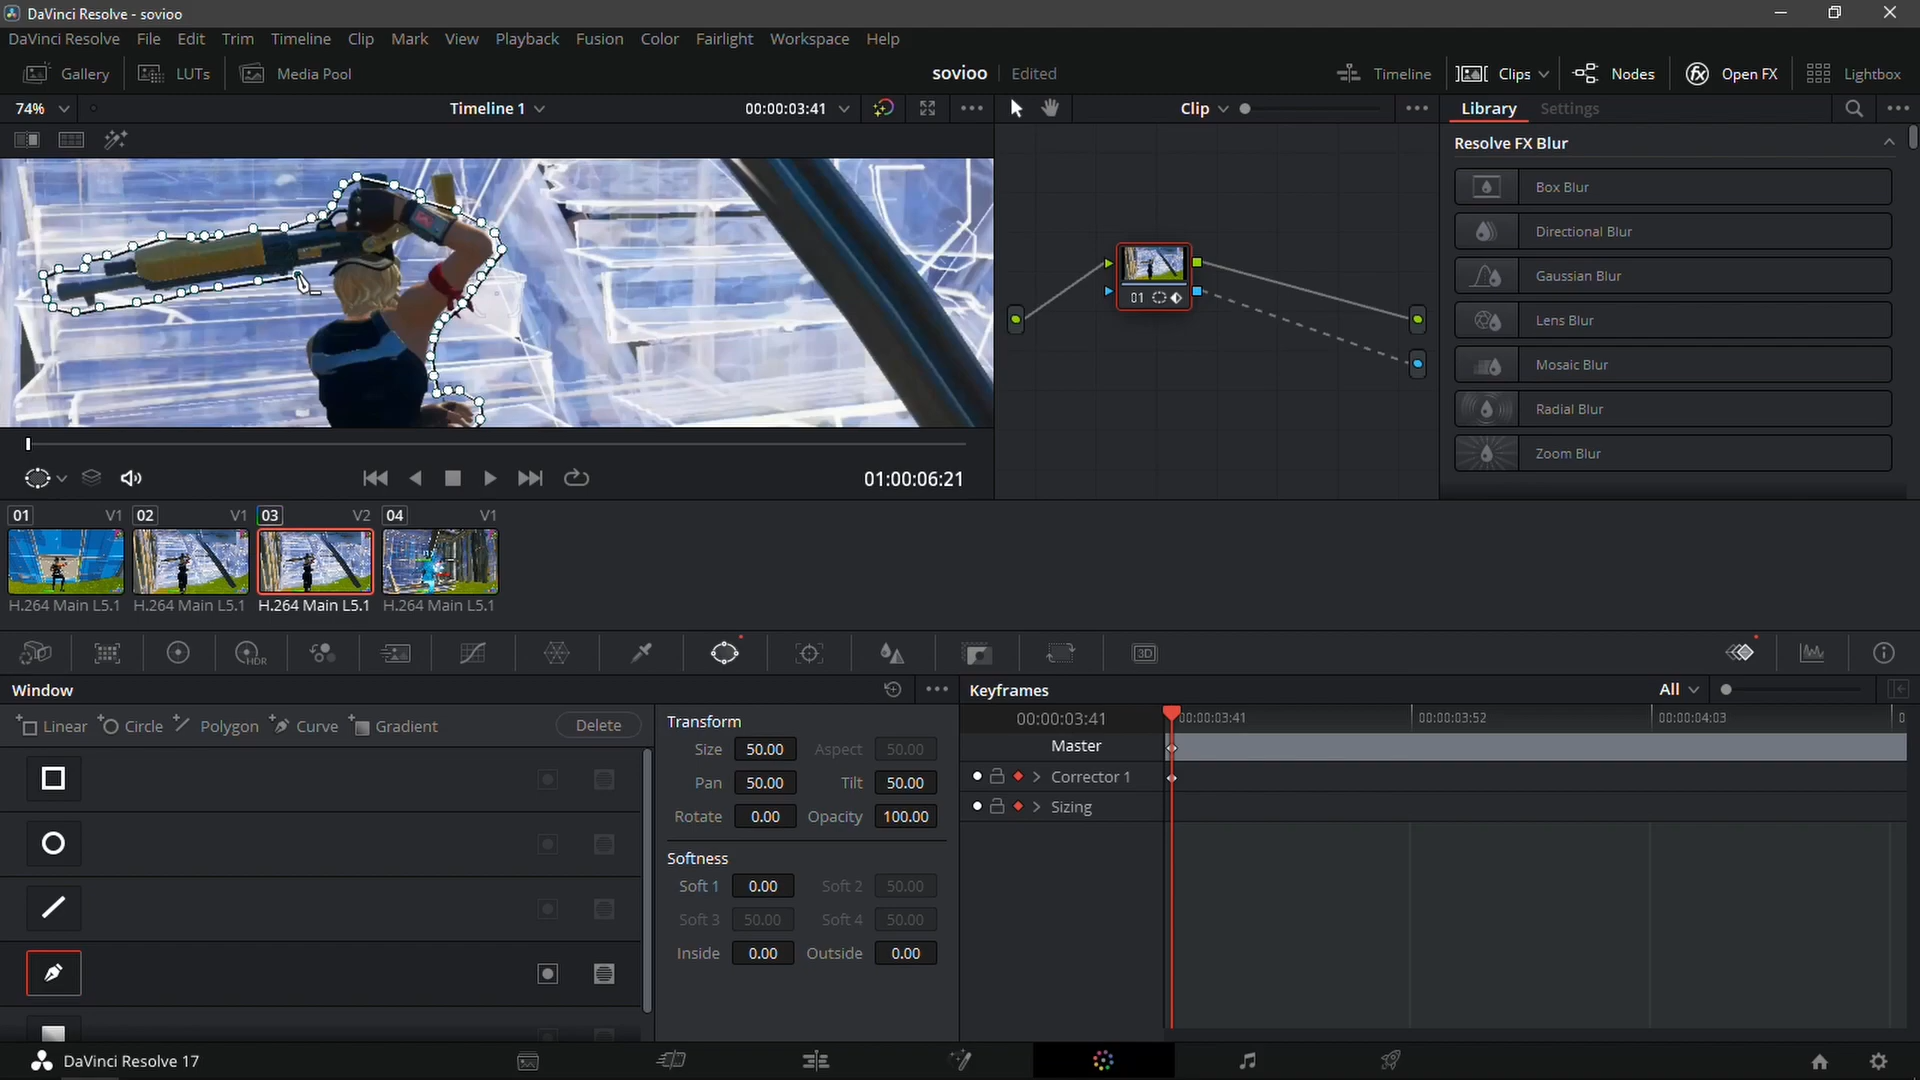 DaVinci Resolve - sovioo
DaVinci Resolve File Edit Trim Timeline Clip Mark View Playback Fusion Color Fairlight Workspace Help
Gallery LUTs Media Pool sovioo Edited Timeline Clips Nodes Open FX Lightbox
74% Timeline 1 00:00:03:41 Clip Library Settings
Resolve FX Blur
Box Blur
Directional Blur
Gaussian Blur
Lens Blur
Mosaic Blur
Radial Blur
Zoom Blur
01
01:00:06:21
01 V1 02 V1 03 V2 04 V1
H.264 Main L5.1 H.264 Main L5.1 H.264 Main L5.1 H.264 Main L5.1
HDR 3D
Window Keyframes All
Linear Circle Polygon Curve Gradient Delete
Transform
Size 50.00 Aspect 50.00
Pan 50.00 Tilt 50.00
Rotate 0.00 Opacity 100.00
Softness
Soft 1 0.00 Soft 2 50.00
Soft 3 50.00 Soft 4 50.00
Inside 0.00 Outside 0.00
00:00:03:41 00:00:03:41 00:00:03:52 00:00:04:03 0
Master
Corrector 1
Sizing
DaVinci Resolve 17